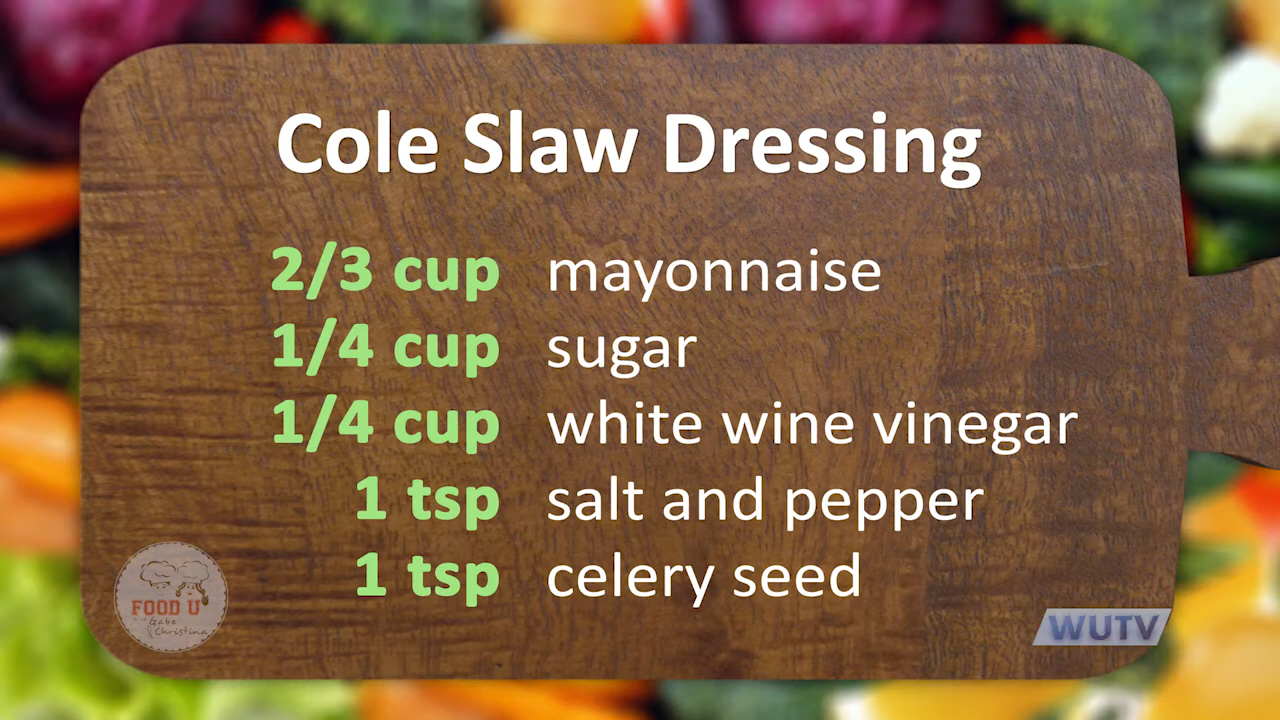 Cole Slaw Dressing
2/3 cup mayonnaise
1/4 cup sugar
1/4 cup white wine vinegar
1 tsp salt and pepper
1 tsp celery seed
FOOD U
Gabe
Christina
WUTV